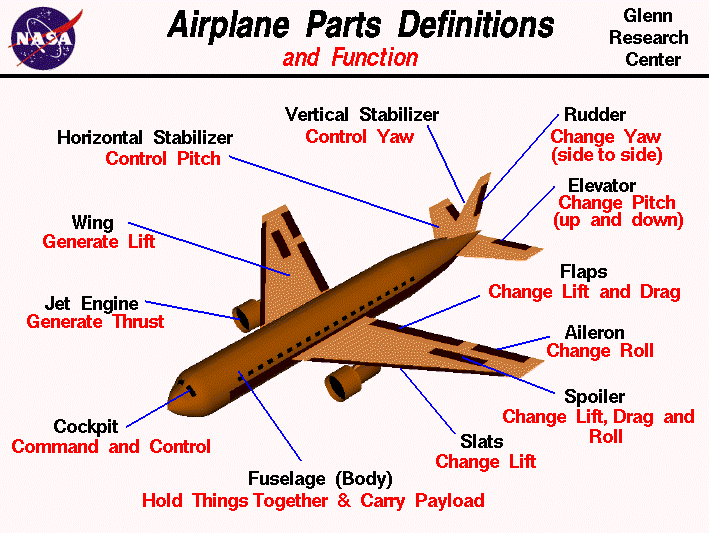 NASA
Airplane Parts Definitions
and Function
Glenn
Research
Center
Vertical Stabilizer
Control Yaw
Rudder
Change Yaw
(side to side)
Horizontal Stabilizer
Control Pitch
Elevator
Change Pitch
(up and down)
Wing
Generate Lift
Flaps
Change Lift and Drag
Jet Engine
Generate Thrust
Aileron
Change Roll
Spoiler
Change Lift, Drag and
Roll
Cockpit
Command and Control
Slats
Change Lift
Fuselage (Body)
Hold Things Together & Carry Payload